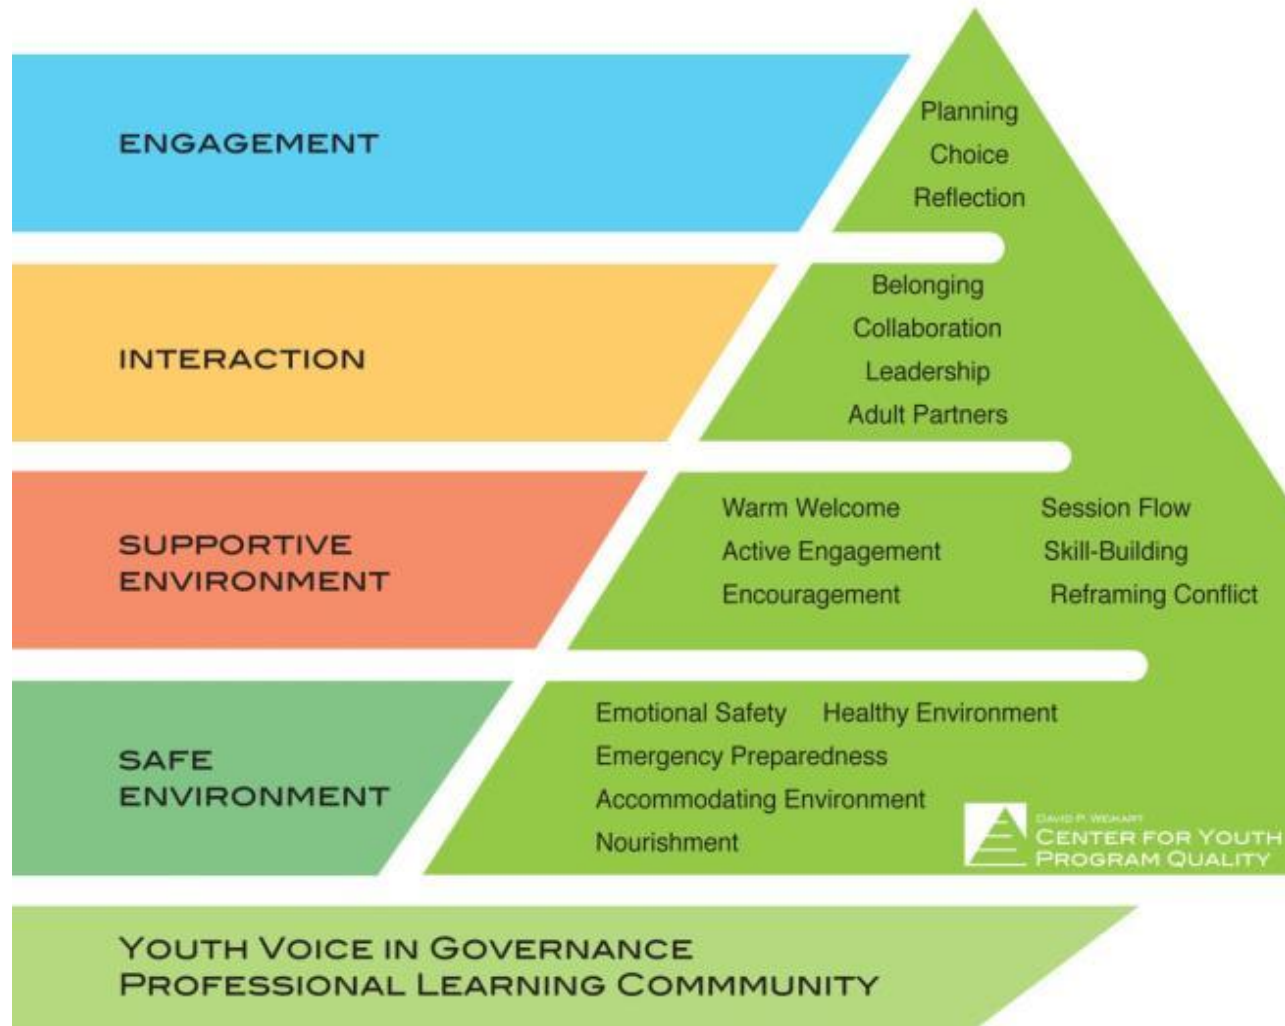 ENGAGEMENT
Planning
Choice
Reflection
INTERACTION
Belonging
Collaboration
Leadership
Adult Partners
SUPPORTIVE
ENVIRONMENT
Warm Welcome
Active Engagement
Encouragement
Session Flow
Skill-Building
Reframing Conflict
SAFE
ENVIRONMENT
Emotional Safety Healthy Environment
Emergency Preparedness
Accommodating Environment
Nourishment
DAVID P. WEIKART
CENTER FOR YOUTH
PROGRAM QUALITY
YOUTH VOICE IN GOVERNANCE
PROFESSIONAL LEARNING COMMMUNITY